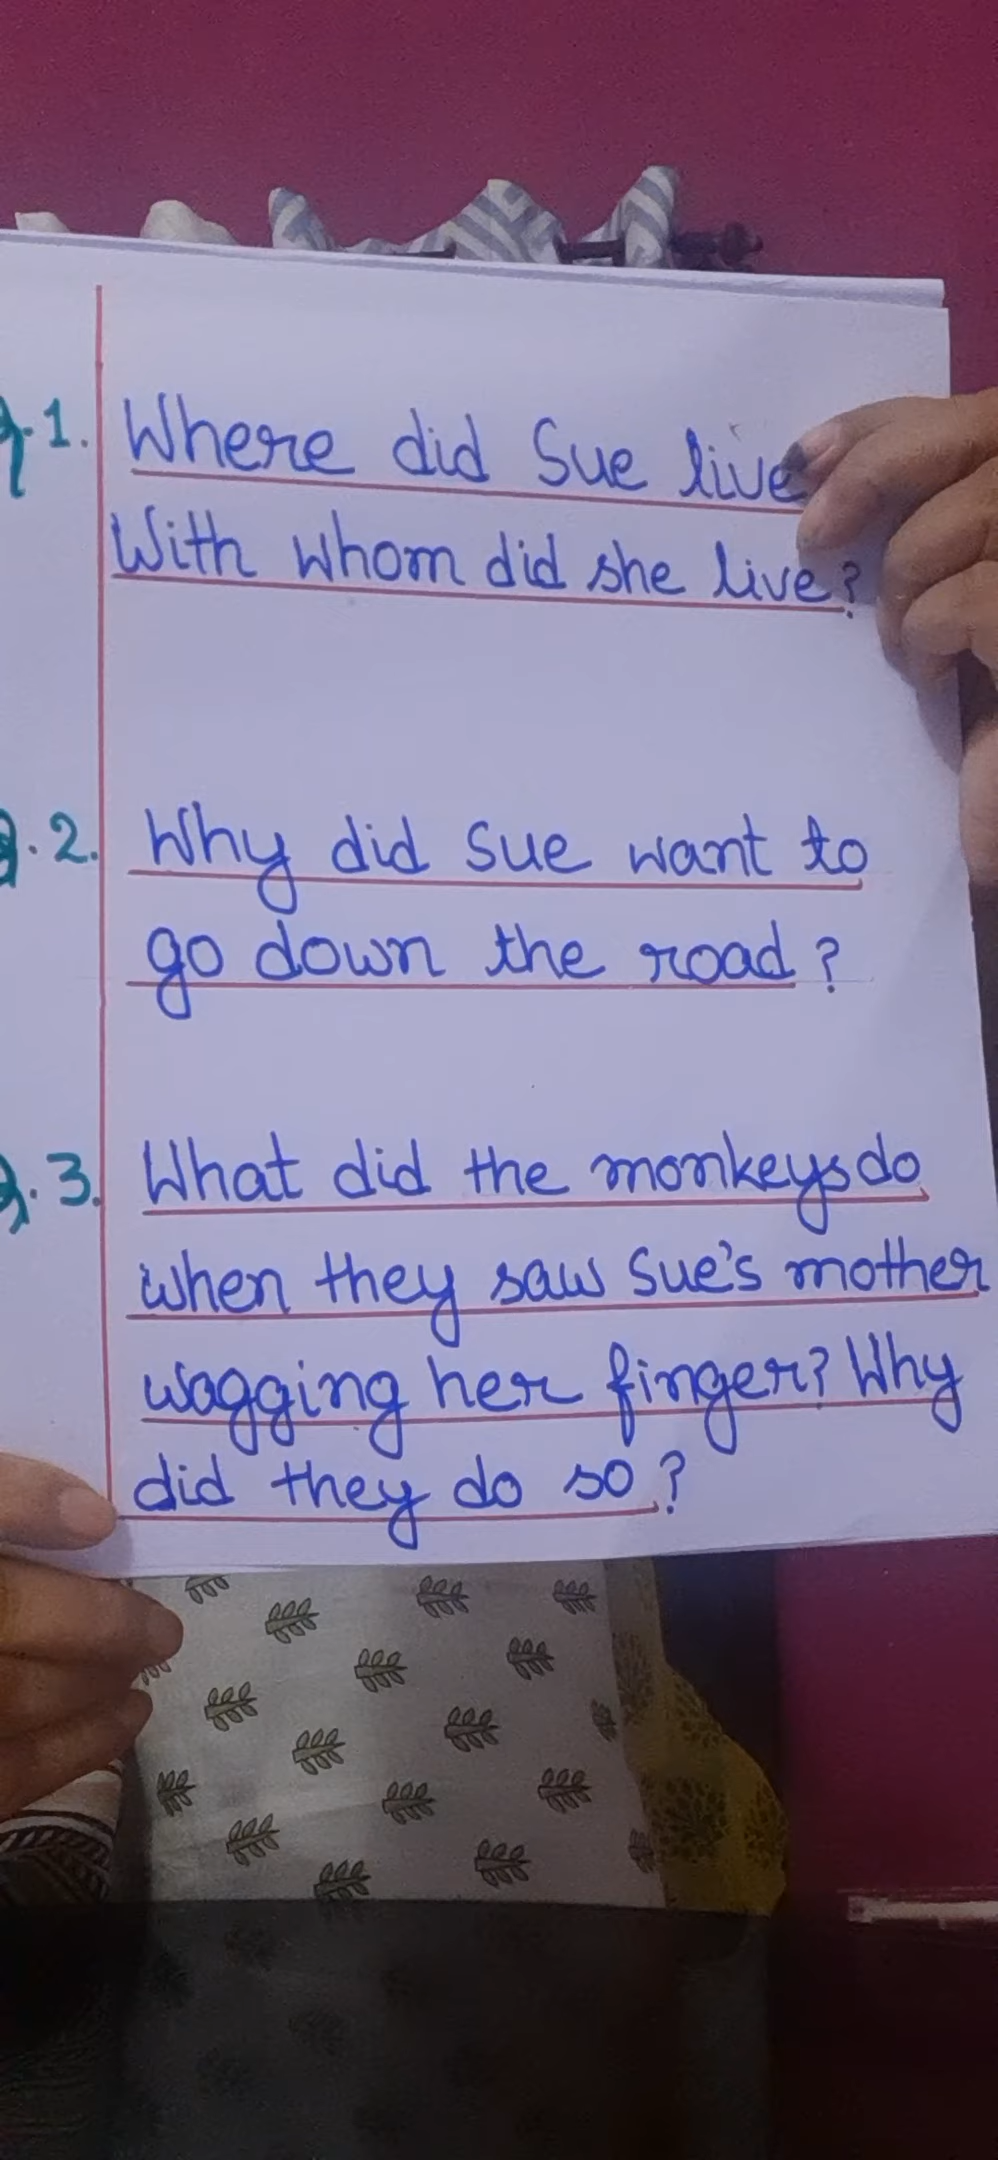 Q.1. Where did Sue live
With whom did she live?
Q.2. Why did Sue want to
go down the road?
Q.3. What did the monkeys do
when they saw Sue's mother
wagging her finger? Why
did they do so?